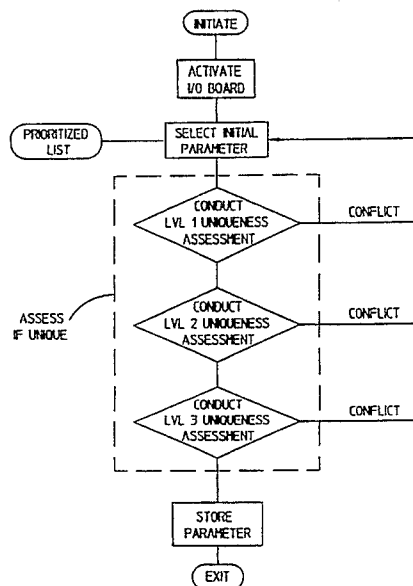 INITIATE
ACTIVATE
I/O BOARD
PRIORITIZED
LIST
SELECT INITIAL
PARAMETER
CONDUCT
LVL 1 UNIQUENESS
ASSESSMENT
CONFLICT
ASSESS
IF UNIQUE
CONDUCT
LVL 2 UNIQUENESS
ASSESSMENT
CONFLICT
CONDUCT
LVL 3 UNIQUENESS
ASSESSMENT
CONFLICT
STORE
PARAMETER
EXIT